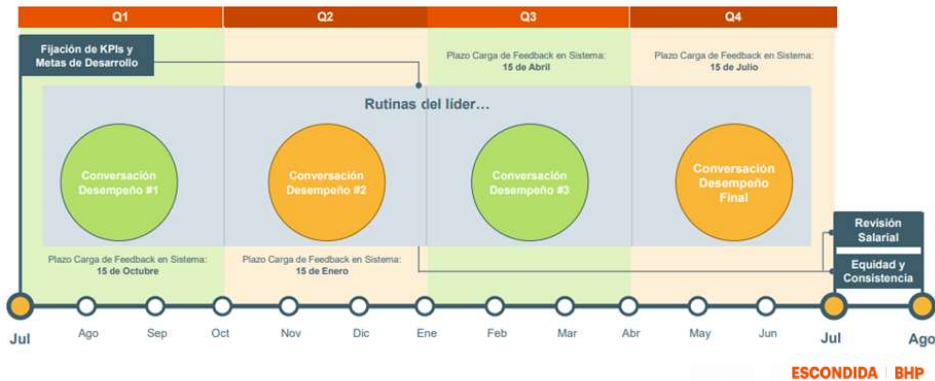 Q1
Q2
Q3
Q4
Fijación de KPIs y
Metas de Desarrollo
Plazo Carga de Feedback en Sistema:
15 de Abril
Plazo Carga de Feedback en Sistema:
15 de Julio
Rutinas del líder…
Conversación
Desempeño #1
Conversación
Desempeño #2
Conversación
Desempeño #3
Conversación
Desempeño
Final
Revisión
Salarial
Equidad y
Consistencia
Plazo Carga de Feedback en Sistema:
15 de Octubre
Plazo Carga de Feedback en Sistema:
15 de Enero
Jul
Ago
Sep
Oct
Nov
Dic
Ene
Feb
Mar
Abr
May
Jun
Jul
Ago
ESCONDIDA | BHP